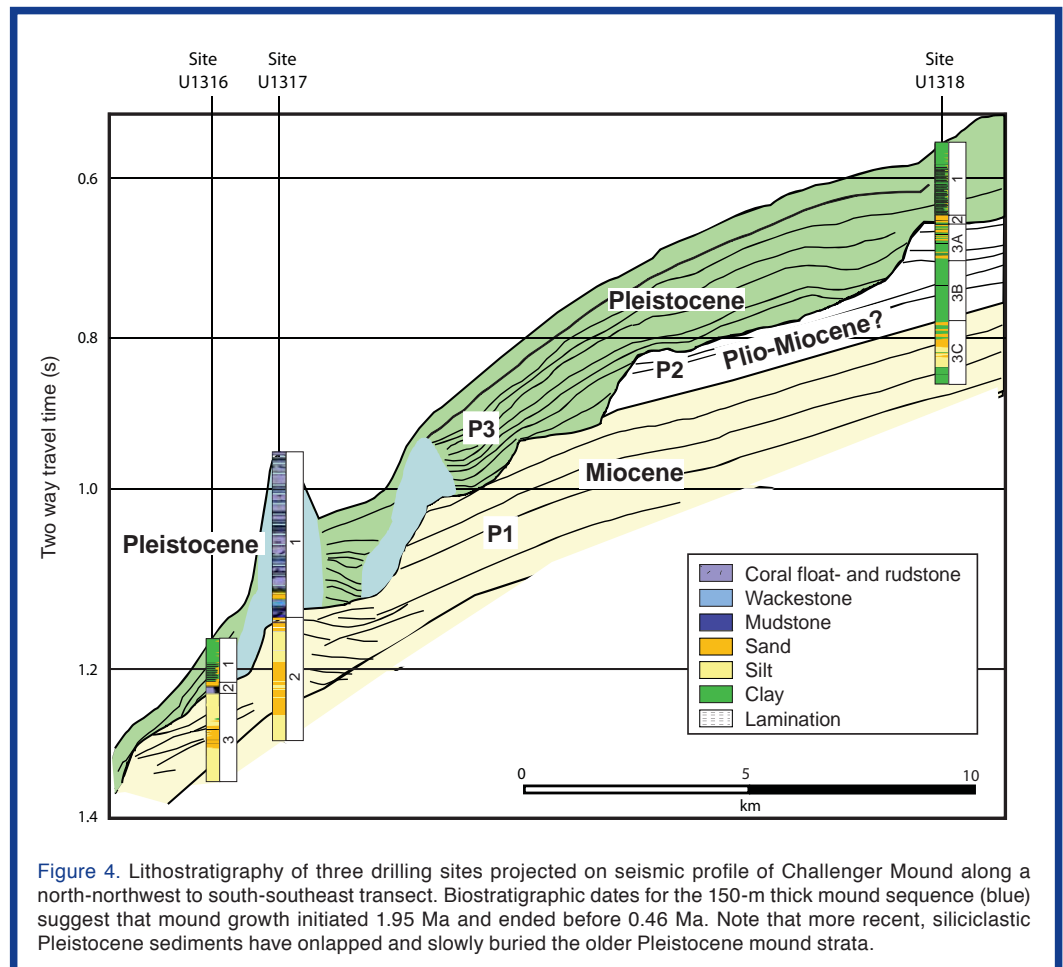 Site
U1316
Site
U1317
Site
U1318
0.6
0.8
1.0
1.2
1.4
Two way travel time (s)
1
2
3A
3B
3C
Pleistocene
Plio-Miocene?
P2
P3
Miocene
P1
Pleistocene
1
2
1
2
3
Coral float- and rudstone
Wackestone
Mudstone
Sand
Silt
Clay
Lamination
0
5
10
km
Figure 4. Lithostratigraphy of three drilling sites projected on seismic profile of Challenger Mound along a
north-northwest to south-southeast transect. Biostratigraphic dates for the 150-m thick mound sequence (blue)
suggest that mound growth initiated 1.95 Ma and ended before 0.46 Ma. Note that more recent, siliciclastic
Pleistocene sediments have onlapped and slowly buried the older Pleistocene mound strata.